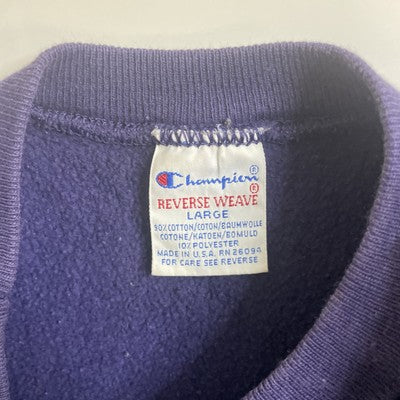 Champion®
REVERSE WEAVE®
LARGE
90% COTTON/COTON/BAUMWOLLE
COTONE/KATOEN/BOMULD
10% POLYESTER
MADE IN U.S.A. RN 26094
FOR CARE SEE REVERSE